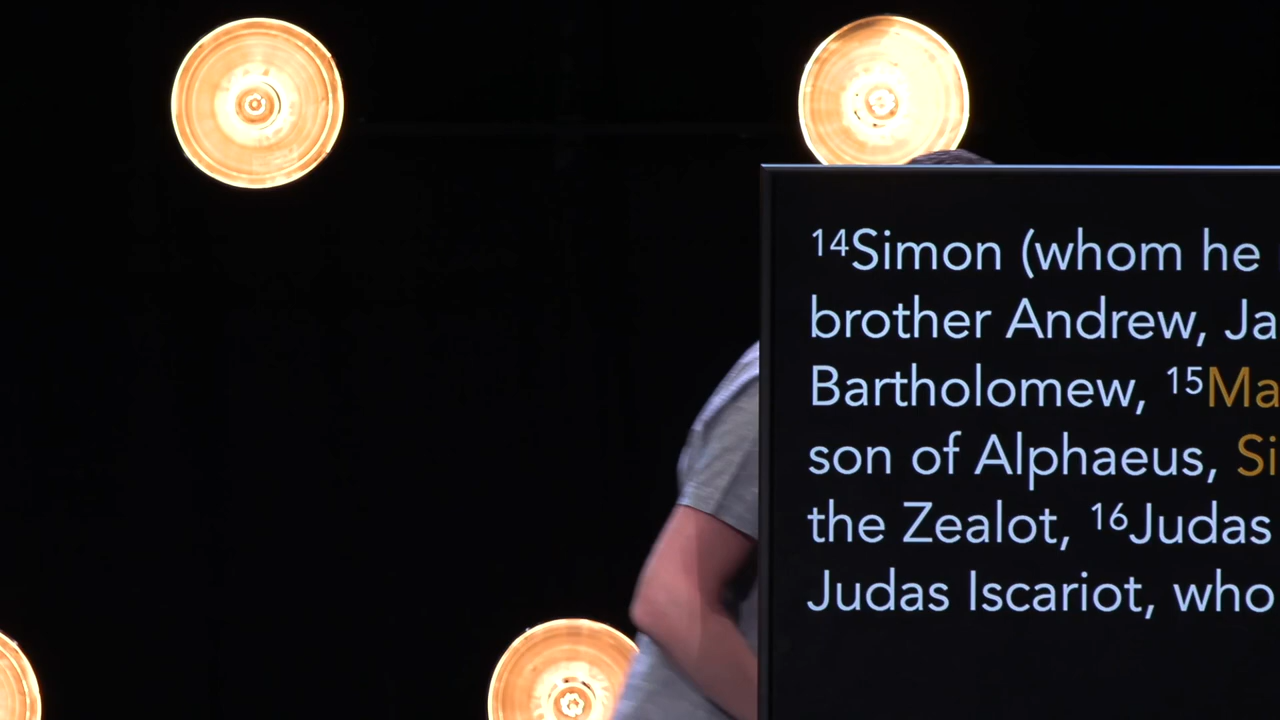 ¹⁴Simon (whom he
brother Andrew, Ja
Bartholomew, ¹⁵Ma
son of Alphaeus, Si
the Zealot, ¹⁶Judas
Judas Iscariot, who